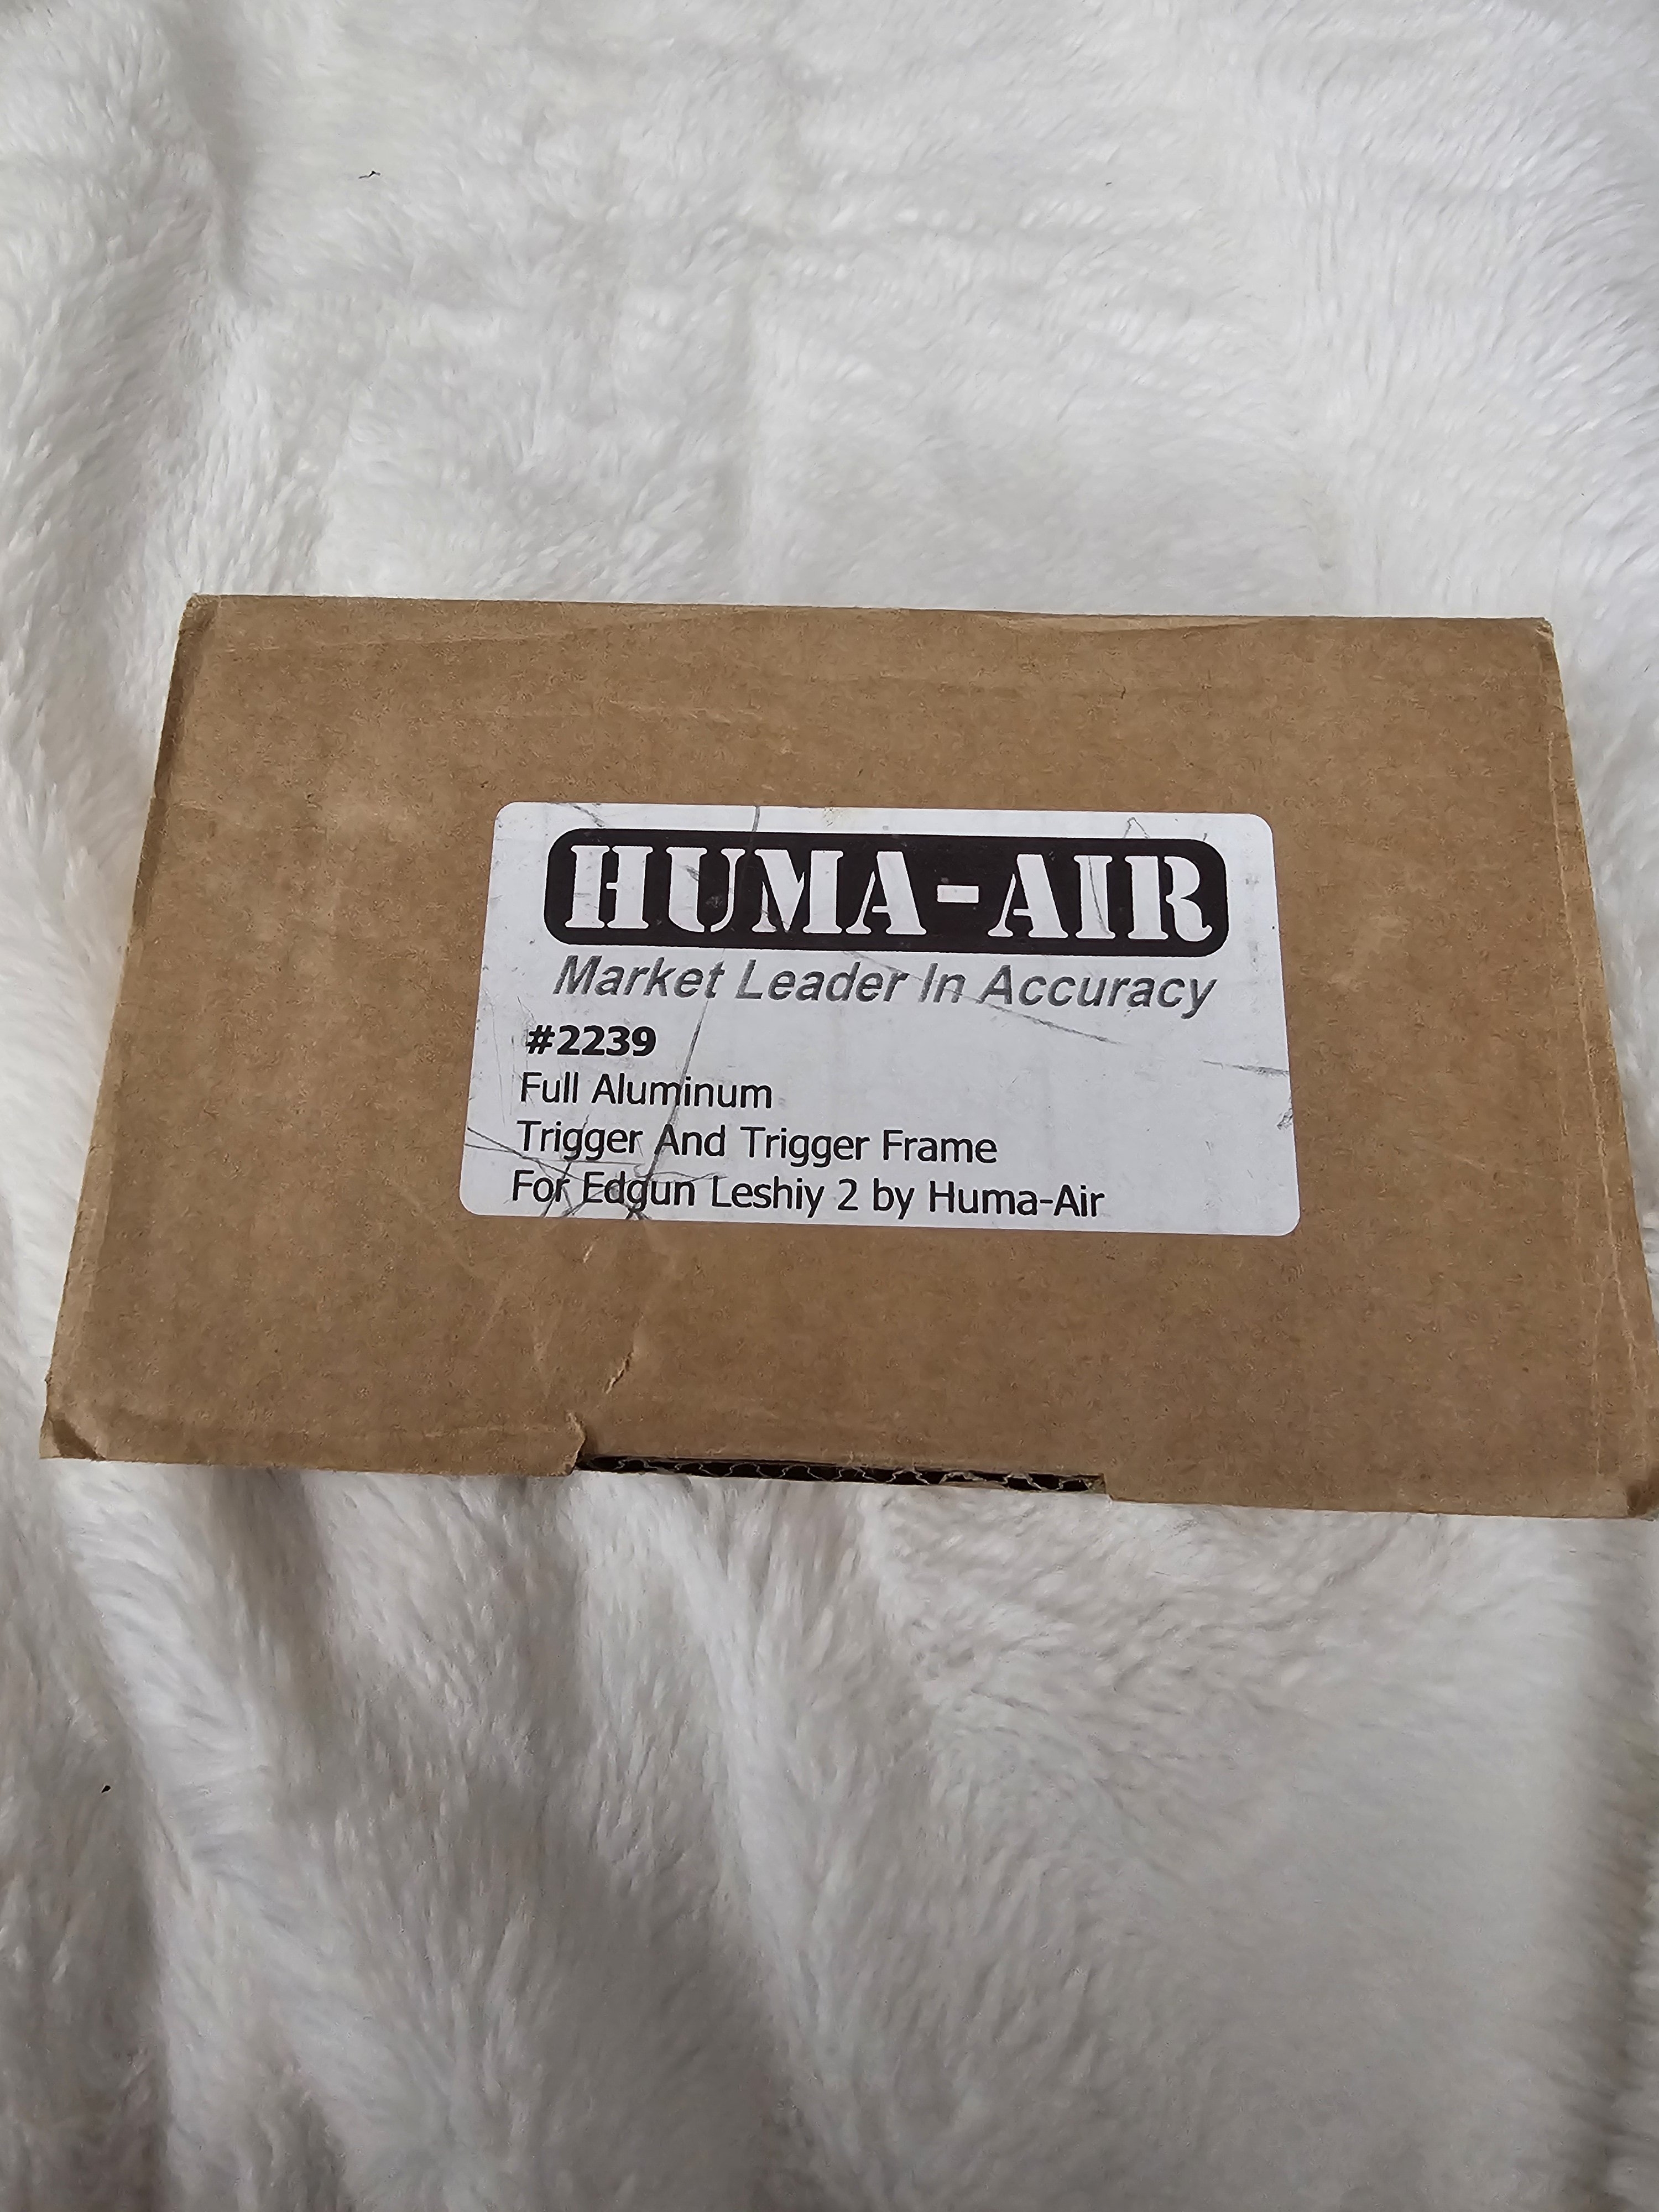 HUMA-AIR
Market Leader In Accuracy
#2239
Full Aluminum
Trigger And Trigger Frame
For Edgun Leshiy 2 by Huma-Air